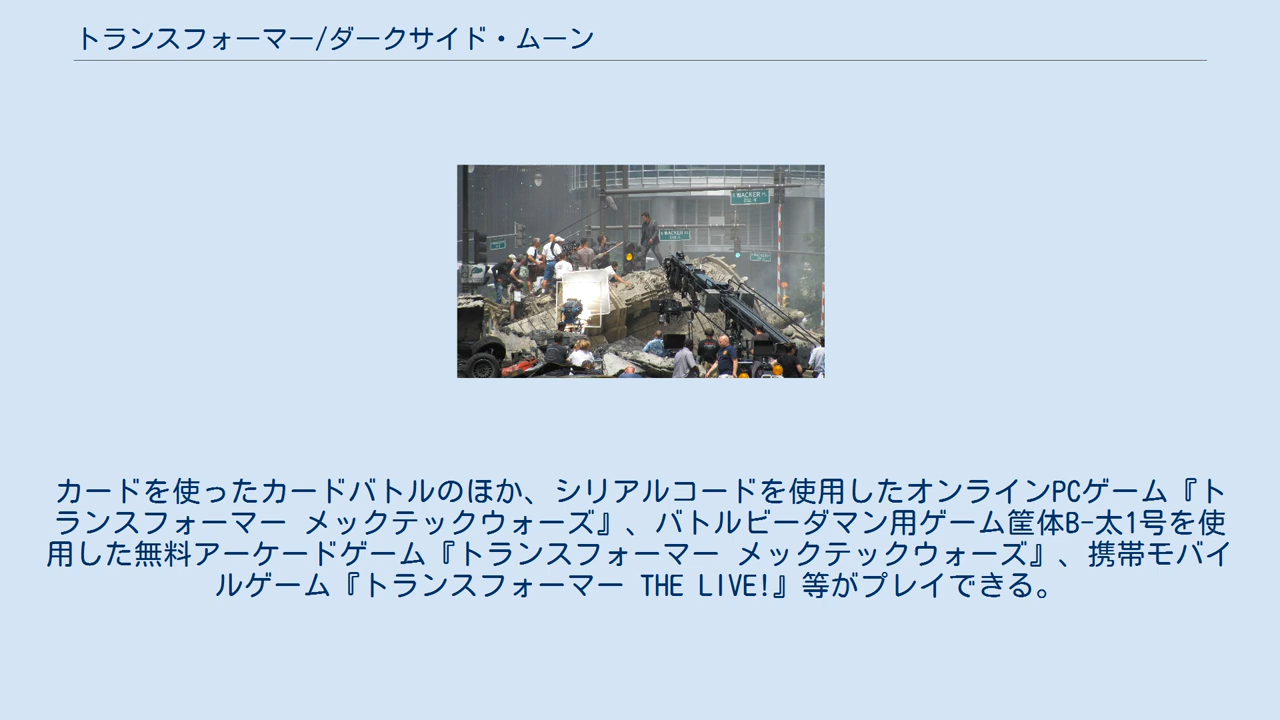 トランスフォーマー/ダークサイド・ムーン
WACKER
WACKER
カードを使ったカードバトルのほか、シリアルコードを使用したオンラインPCゲーム『ト
ランスフォーマー メックテックウォーズ』、バトルビーダマン用ゲーム筐体B-太1号を使
用した無料アーケードゲーム『トランスフォーマー メックテックウォーズ』、携帯モバイ
ルゲーム『トランスフォーマー THE LIVE!』等がプレイできる。